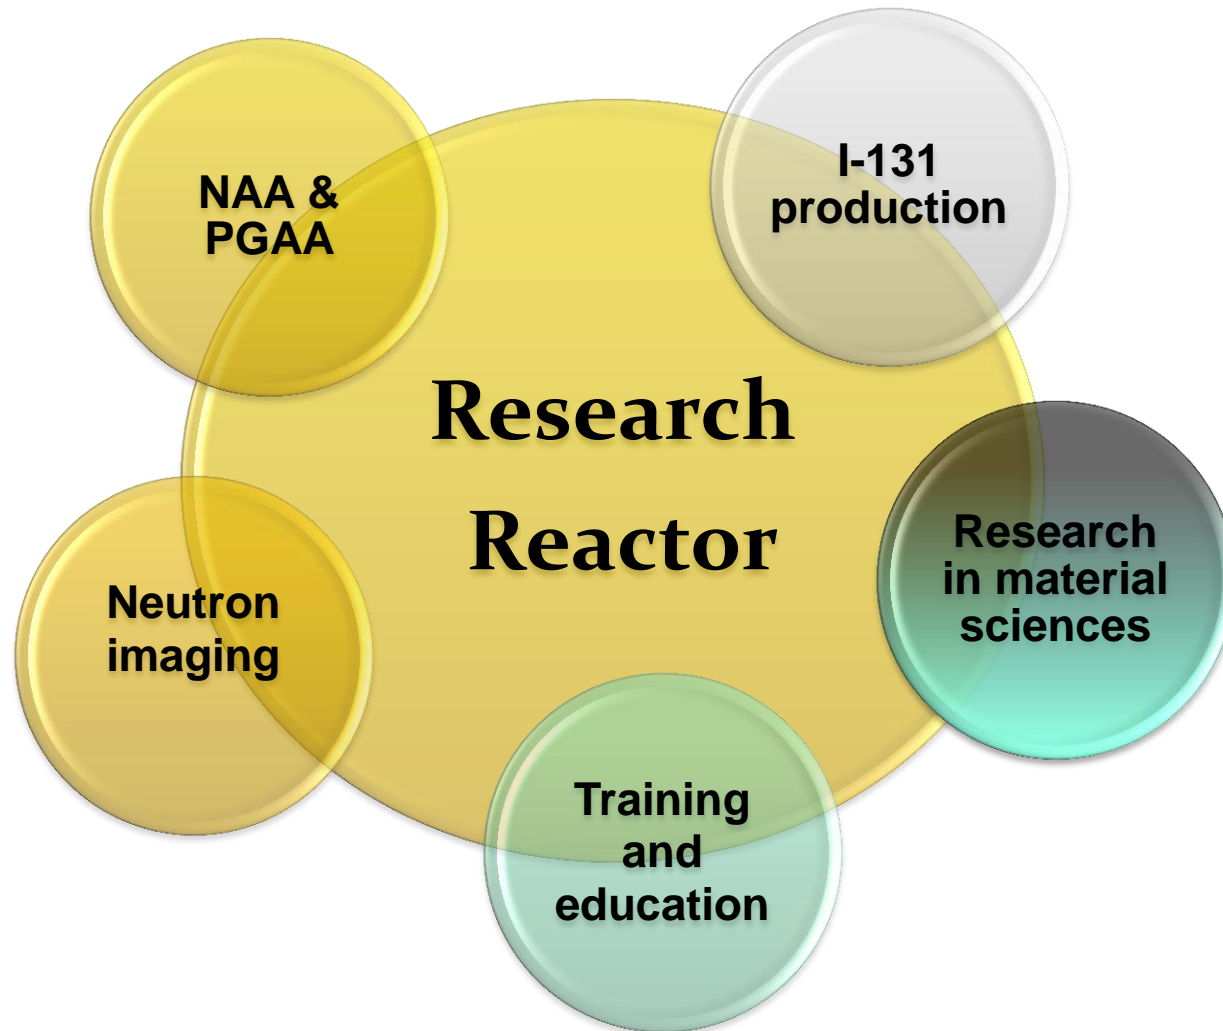 NAA &
PGAA
I-131
production
Research
Reactor
Research
in material
sciences
Neutron
imaging
Training
and
education